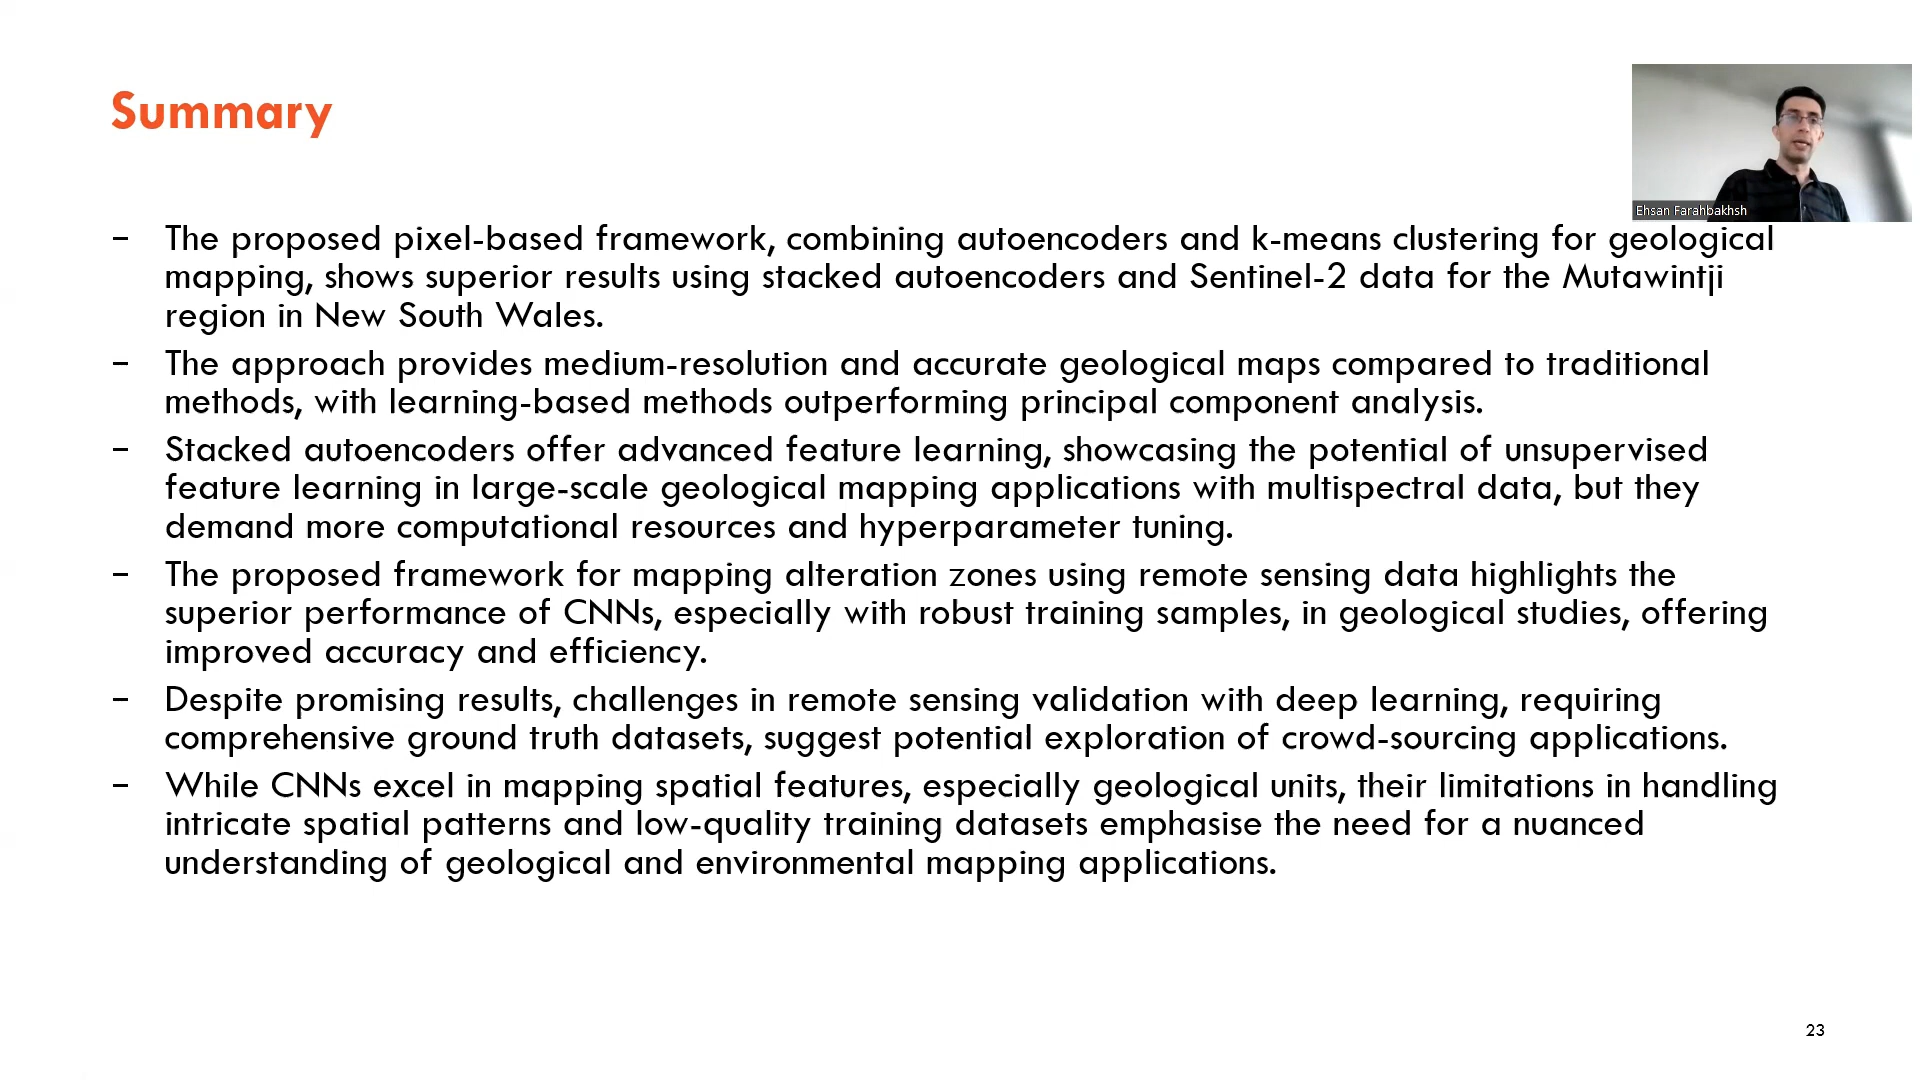 Summary
Ehsan Farahbakhsh
– The proposed pixel-based framework, combining autoencoders and k-means clustering for geological
mapping, shows superior results using stacked autoencoders and Sentinel-2 data for the Mutawintji
region in New South Wales.
– The approach provides medium-resolution and accurate geological maps compared to traditional
methods, with learning-based methods outperforming principal component analysis.
– Stacked autoencoders offer advanced feature learning, showcasing the potential of unsupervised
feature learning in large-scale geological mapping applications with multispectral data, but they
demand more computational resources and hyperparameter tuning.
– The proposed framework for mapping alteration zones using remote sensing data highlights the
superior performance of CNNs, especially with robust training samples, in geological studies, offering
improved accuracy and efficiency.
– Despite promising results, challenges in remote sensing validation with deep learning, requiring
comprehensive ground truth datasets, suggest potential exploration of crowd-sourcing applications.
– While CNNs excel in mapping spatial features, especially geological units, their limitations in handling
intricate spatial patterns and low-quality training datasets emphasise the need for a nuanced
understanding of geological and environmental mapping applications.
23